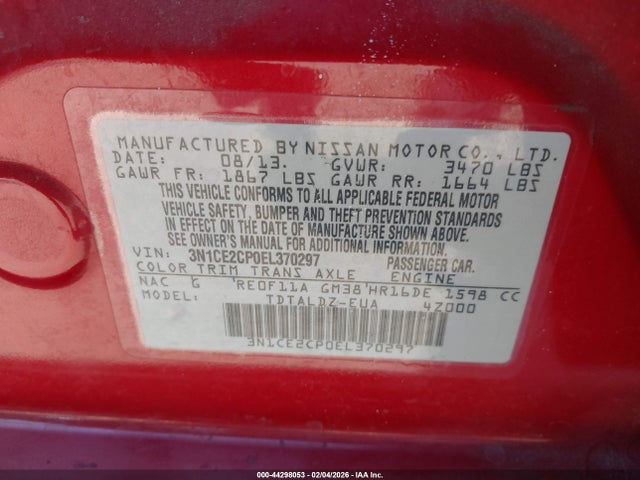 MANUFACTURED BY NISSAN MOTOR CO., LTD.
DATE: 08/13. GVWR: 3470 LBS
GAWR FR: 1867 LBS GAWR RR: 1664 LBS
THIS VEHICLE CONFORMS TO ALL APPLICABLE FEDERAL MOTOR
VEHICLE SAFETY, BUMPER AND THEFT PREVENTION STANDARDS
IN EFFECT ON THE DATE OF MANUFACTURE SHOWN ABOVE.
SEE OWNER'S MANUAL FOR ADDITIONAL INFORMATION.
VIN: 3N1CE2CP0EL370297 PASSENGER CAR.
COLOR TRIM TRANS AXLE ENGINE
NAC G RE0F11A GM38 HR16DE 1598 CC
MODEL: TDTALDZ-EUA 4Z000
3N1CE2CP0EL370297
000-44298053 - 02/04/2026 - IAA Inc.